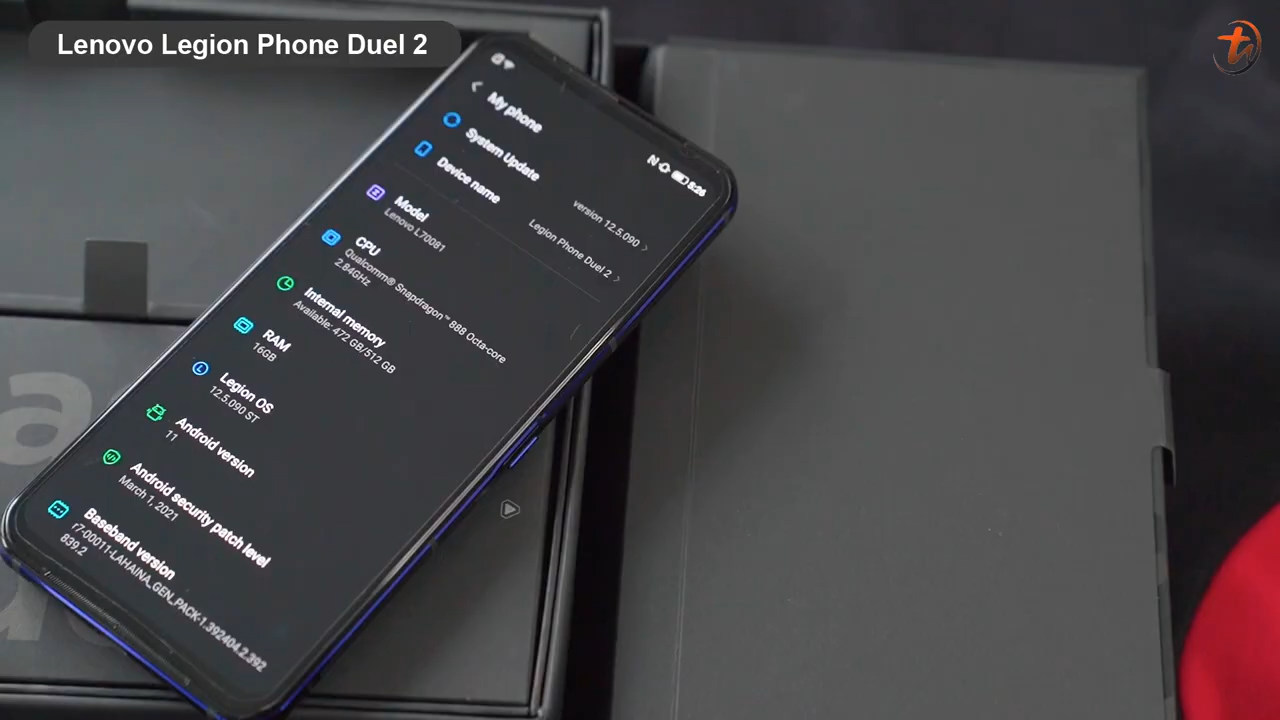 Lenovo Legion Phone Duel 2
5:26
My phone
System Update
version 12.5.090
Device name
Legion Phone Duel 2
Model
Lenovo L70081
CPU
Qualcomm® Snapdragon™ 888 Octa-core
2.84GHz
Internal memory
Available: 472 GB/512 GB
RAM
16GB
Legion OS
12.5.090 ST
Android version
11
Android security patch level
March 1, 2021
Baseband version
r7-00011-LAHAINA_GEN_PACK-1.392404.2.392
839.2